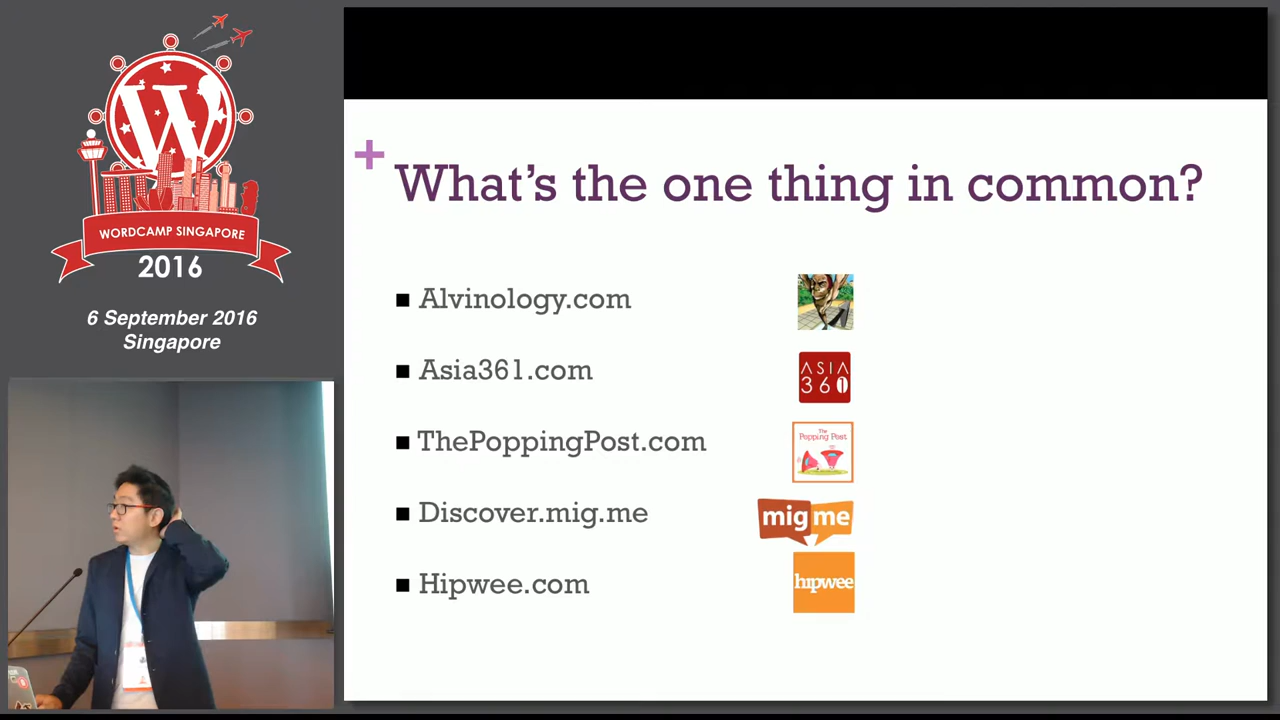 W
WORDCAMP SINGAPORE
2016
6 September 2016
Singapore
+
What's the one thing in common?
■ Alvinology.com
■ Asia361.com
ASIA
361
■ ThePoppingPost.com
The
Popping Post
■ Discover.mig.me
mig me
■ Hipwee.com
hipwee